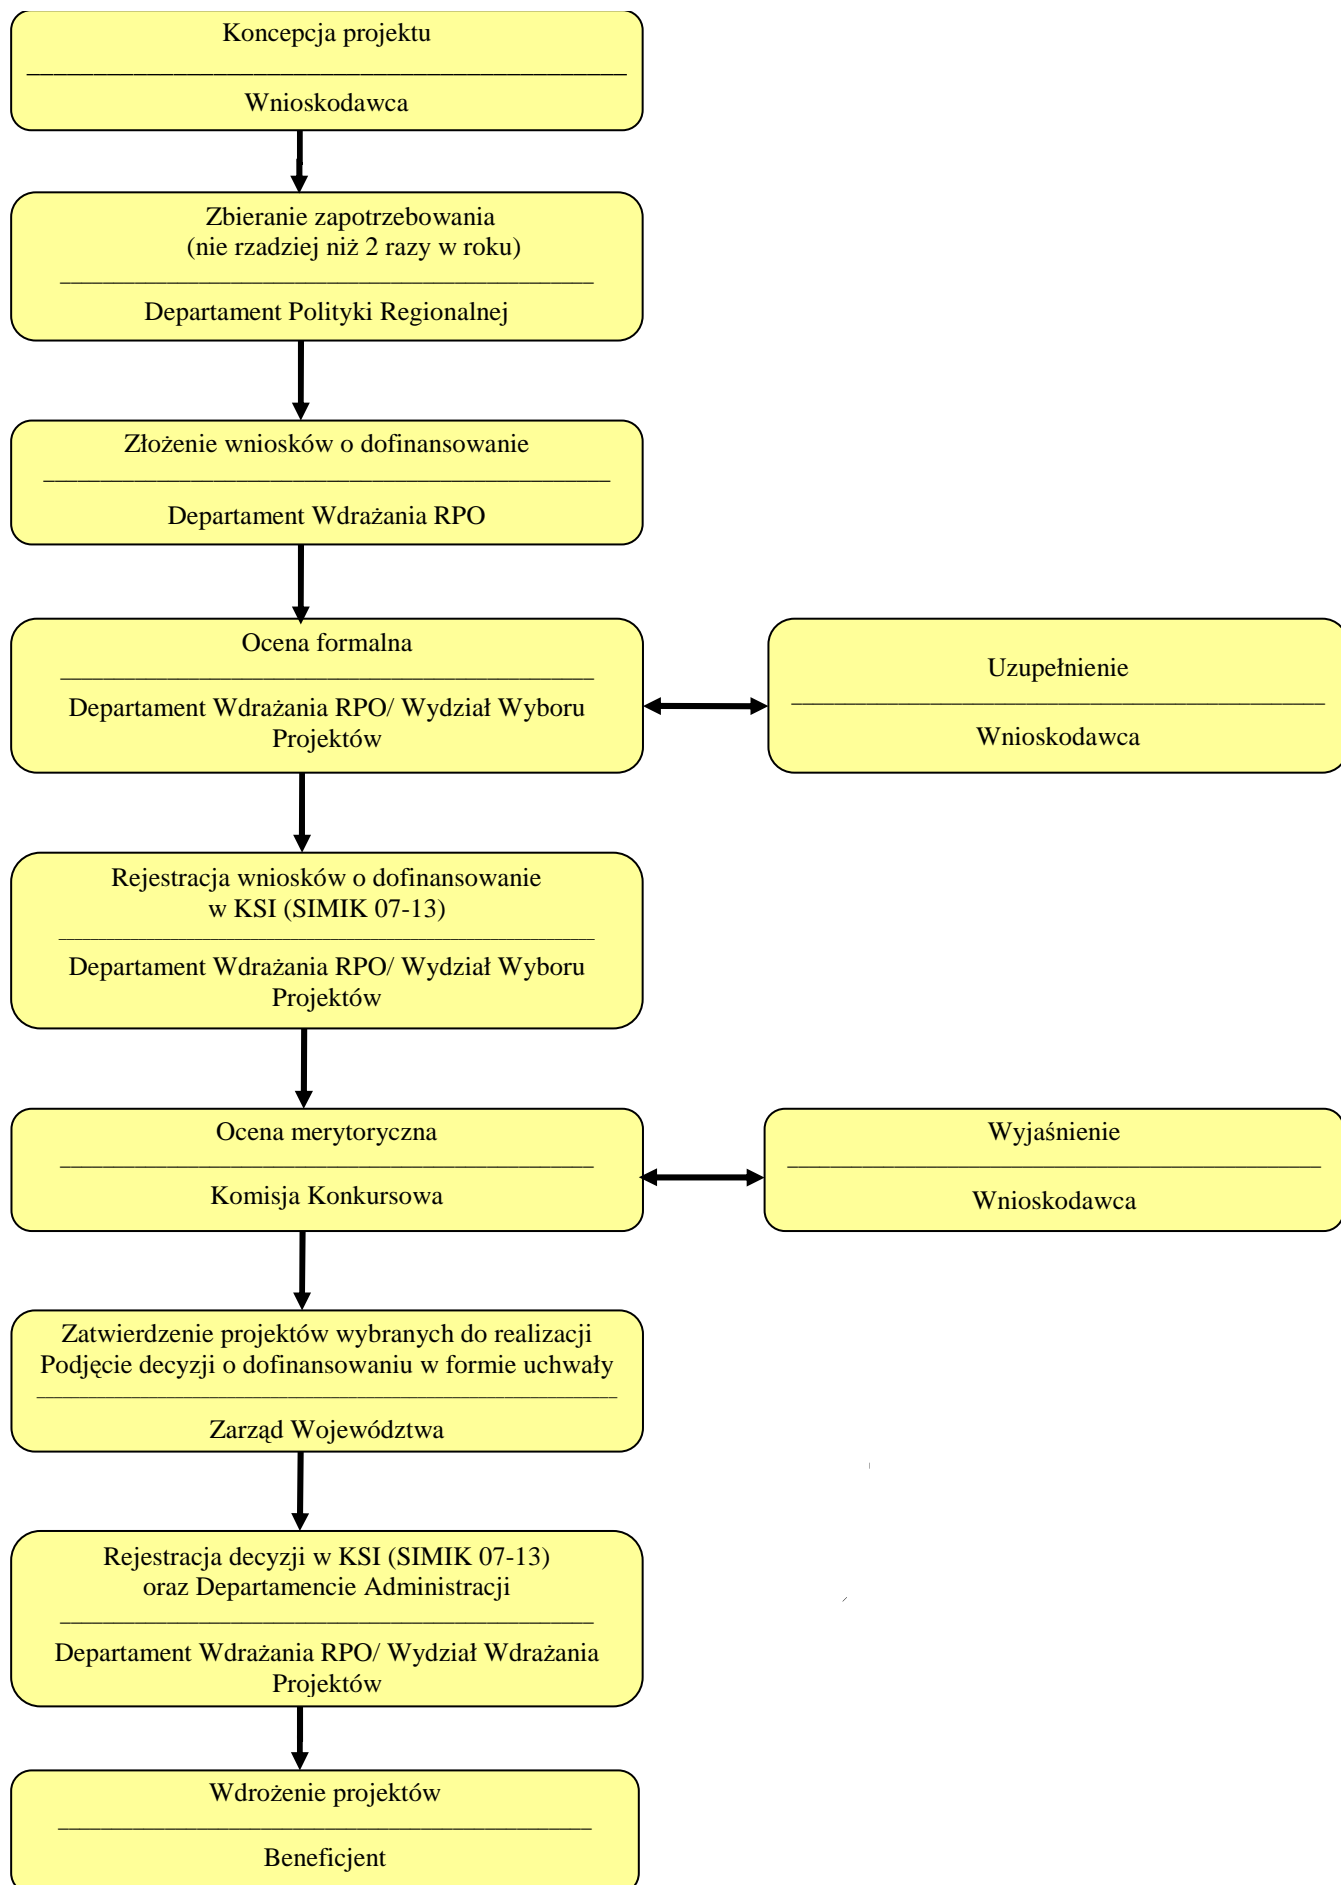 Koncepcja projektu
Wnioskodawca
Zbieranie zapotrzebowania
(nie rzadziej niż 2 razy w roku)
Departament Polityki Regionalnej
Złożenie wniosków o dofinansowanie
Departament Wdrażania RPO
Ocena formalna
Departament Wdrażania RPO/ Wydział Wyboru
Projektów
Uzupełnienie
Wnioskodawca
Rejestracja wniosków o dofinansowanie
w KSI (SIMIK 07-13)
Departament Wdrażania RPO/ Wydział Wyboru
Projektów
Ocena merytoryczna
Komisja Konkursowa
Wyjaśnienie
Wnioskodawca
Zatwierdzenie projektów wybranych do realizacji
Podjęcie decyzji o dofinansowaniu w formie uchwały
Zarząd Województwa
Rejestracja decyzji w KSI (SIMIK 07-13)
oraz Departamencie Administracji
Departament Wdrażania RPO/ Wydział Wdrażania
Projektów
Wdrożenie projektów
Beneficjent